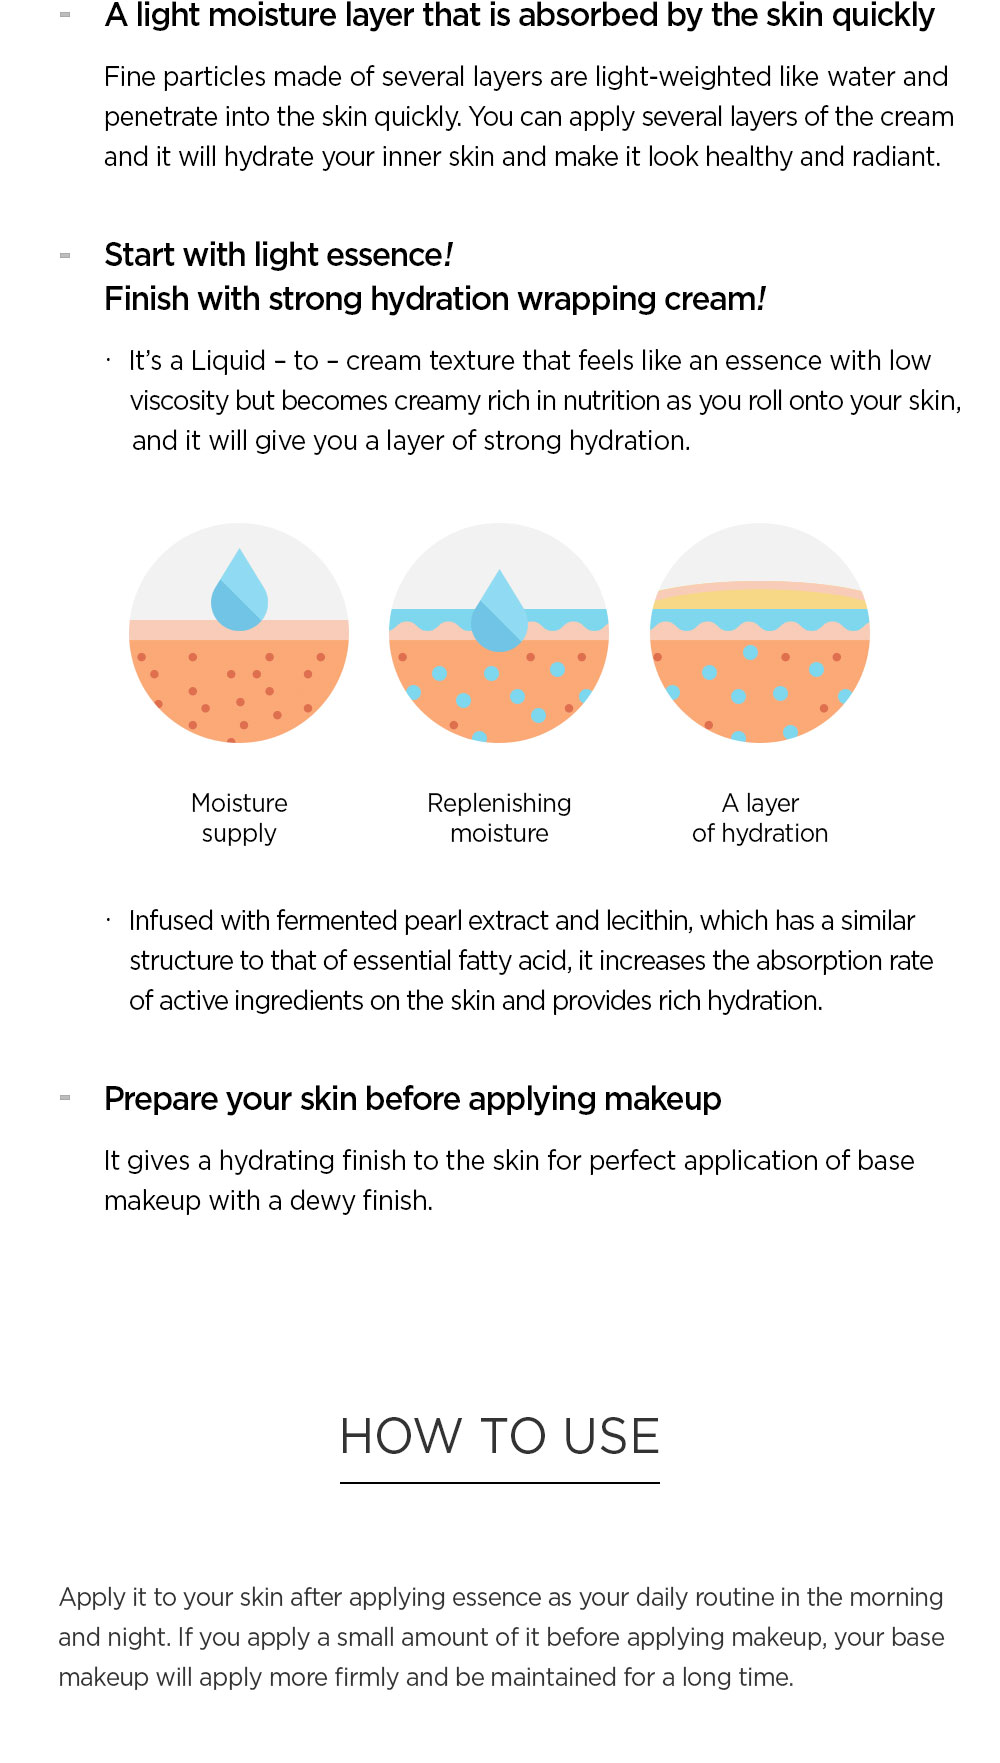 - A light moisture layer that is absorbed by the skin quickly
Fine particles made of several layers are light-weighted like water and
penetrate into the skin quickly. You can apply several layers of the cream
and it will hydrate your inner skin and make it look healthy and radiant.
- Start with light essence!
Finish with strong hydration wrapping cream!
· It’s a Liquid – to – cream texture that feels like an essence with low
viscosity but becomes creamy rich in nutrition as you roll onto your skin,
and it will give you a layer of strong hydration.
Moisture
supply
Replenishing
moisture
A layer
of hydration
· Infused with fermented pearl extract and lecithin, which has a similar
structure to that of essential fatty acid, it increases the absorption rate
of active ingredients on the skin and provides rich hydration.
- Prepare your skin before applying makeup
It gives a hydrating finish to the skin for perfect application of base
makeup with a dewy finish.
HOW TO USE
Apply it to your skin after applying essence as your daily routine in the morning
and night. If you apply a small amount of it before applying makeup, your base
makeup will apply more firmly and be maintained for a long time.